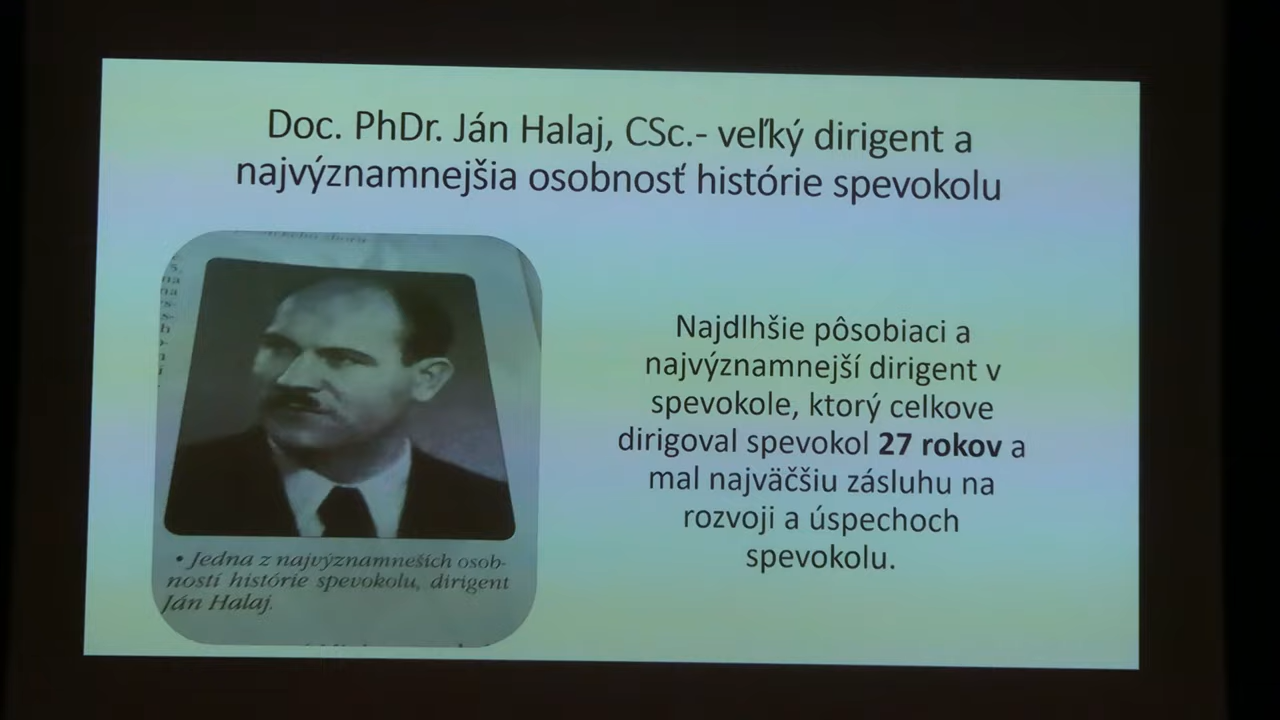 Doc. PhDr. Ján Halaj, CSc.- veľký dirigent a
najvýznamnejšia osobnosť histórie spevokolu
Najdlhšie pôsobiaci a
najvýznamnejší dirigent v
spevokole, ktorý celkove
dirigoval spevokol 27 rokov a
mal najväčšiu zásluhu na
rozvoji a úspechoch
spevokolu.
• Jedna z najvýznamneších osob-
ností histórie spevokolu, dirigent
Ján Halaj.